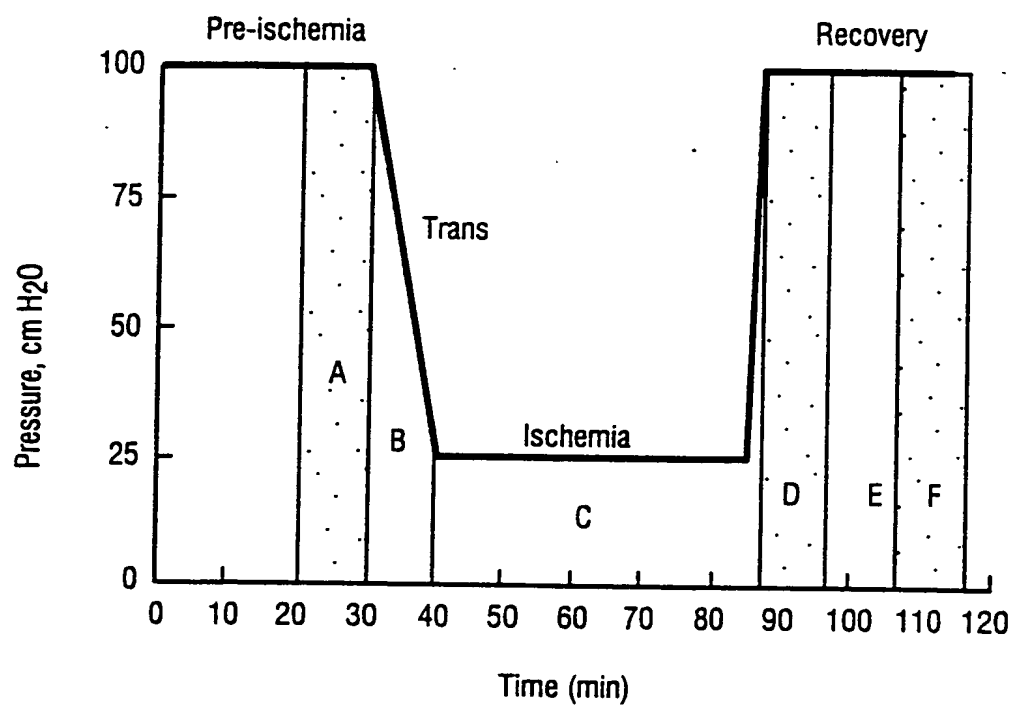 Pre-ischemia
Recovery
100
75
Trans
50
A
B
Ischemia
25
C
D
E
F
0
0 10 20 30 40 50 60 70 80 90 100 110 120
Pressure, cm H2O
Time (min)